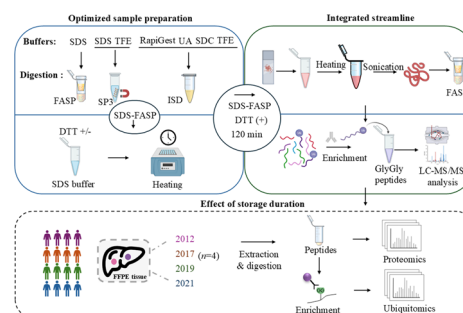 Optimized sample preparation
Buffers: SDS SDS TFE RapiGest UA SDC TFE
Digestion :
FASP SP3 ISD
SDS-FASP
DTT +/-
SDS buffer
Heating
SDS-FASP
DTT (+)
120 min
Integrated streamline
Heating Sonication
FAS
Enrichment
GlyGly
peptides
LC-MS/MS
analysis
Effect of storage duration
FFPE tissue
2012
2017
2019
2021
(n=4)
Extraction
& digestion
Peptides
Enrichment
Proteomics
Ubiquitomics